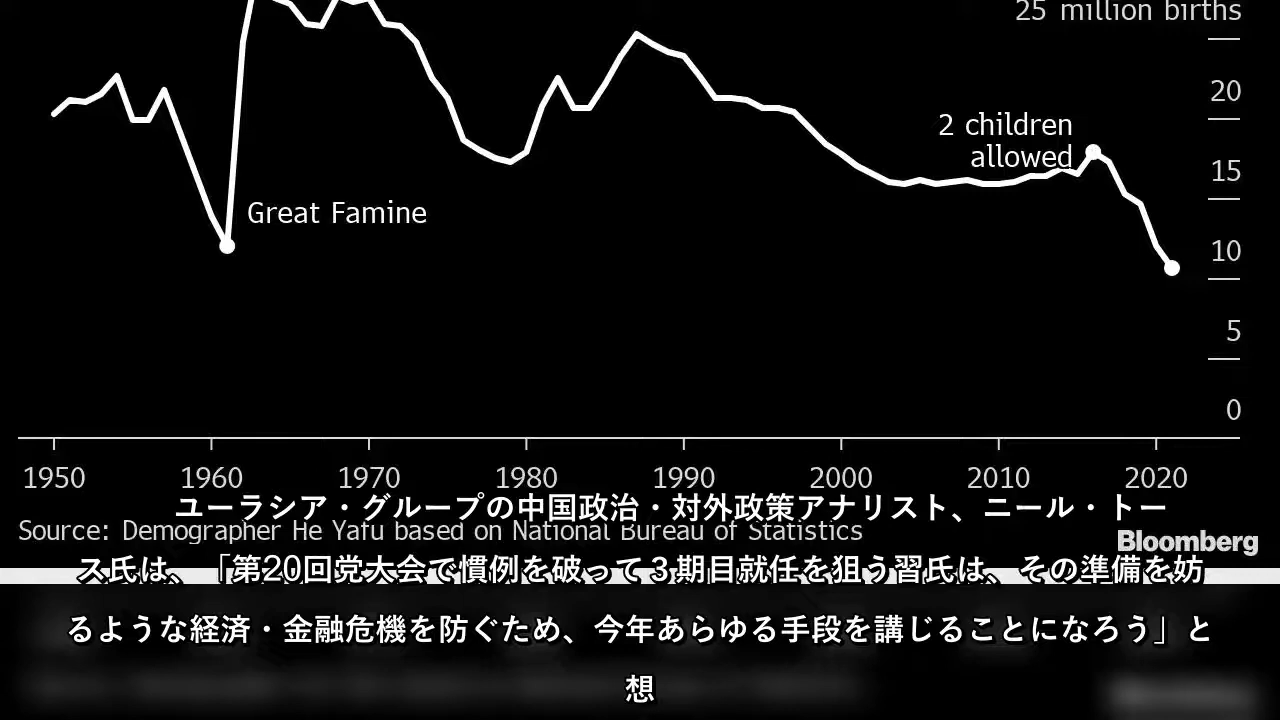 25 million births
20
2 children
allowed
15
Great Famine
10
5
0
1950 1960 1970 1980 1990 2000 2010 2020
ユーラシア・グループの中国政治・対外政策アナリスト、ニール・トー
Source: Demographer He Yafu based on National Bureau of Statistics
Bloomberg
ス氏は、「第20回党大会で慣例を破って３期目就任を狙う習氏は、その準備を妨
るような経済・金融危機を防ぐため、今年あらゆる手段を講じることになろう」と
想